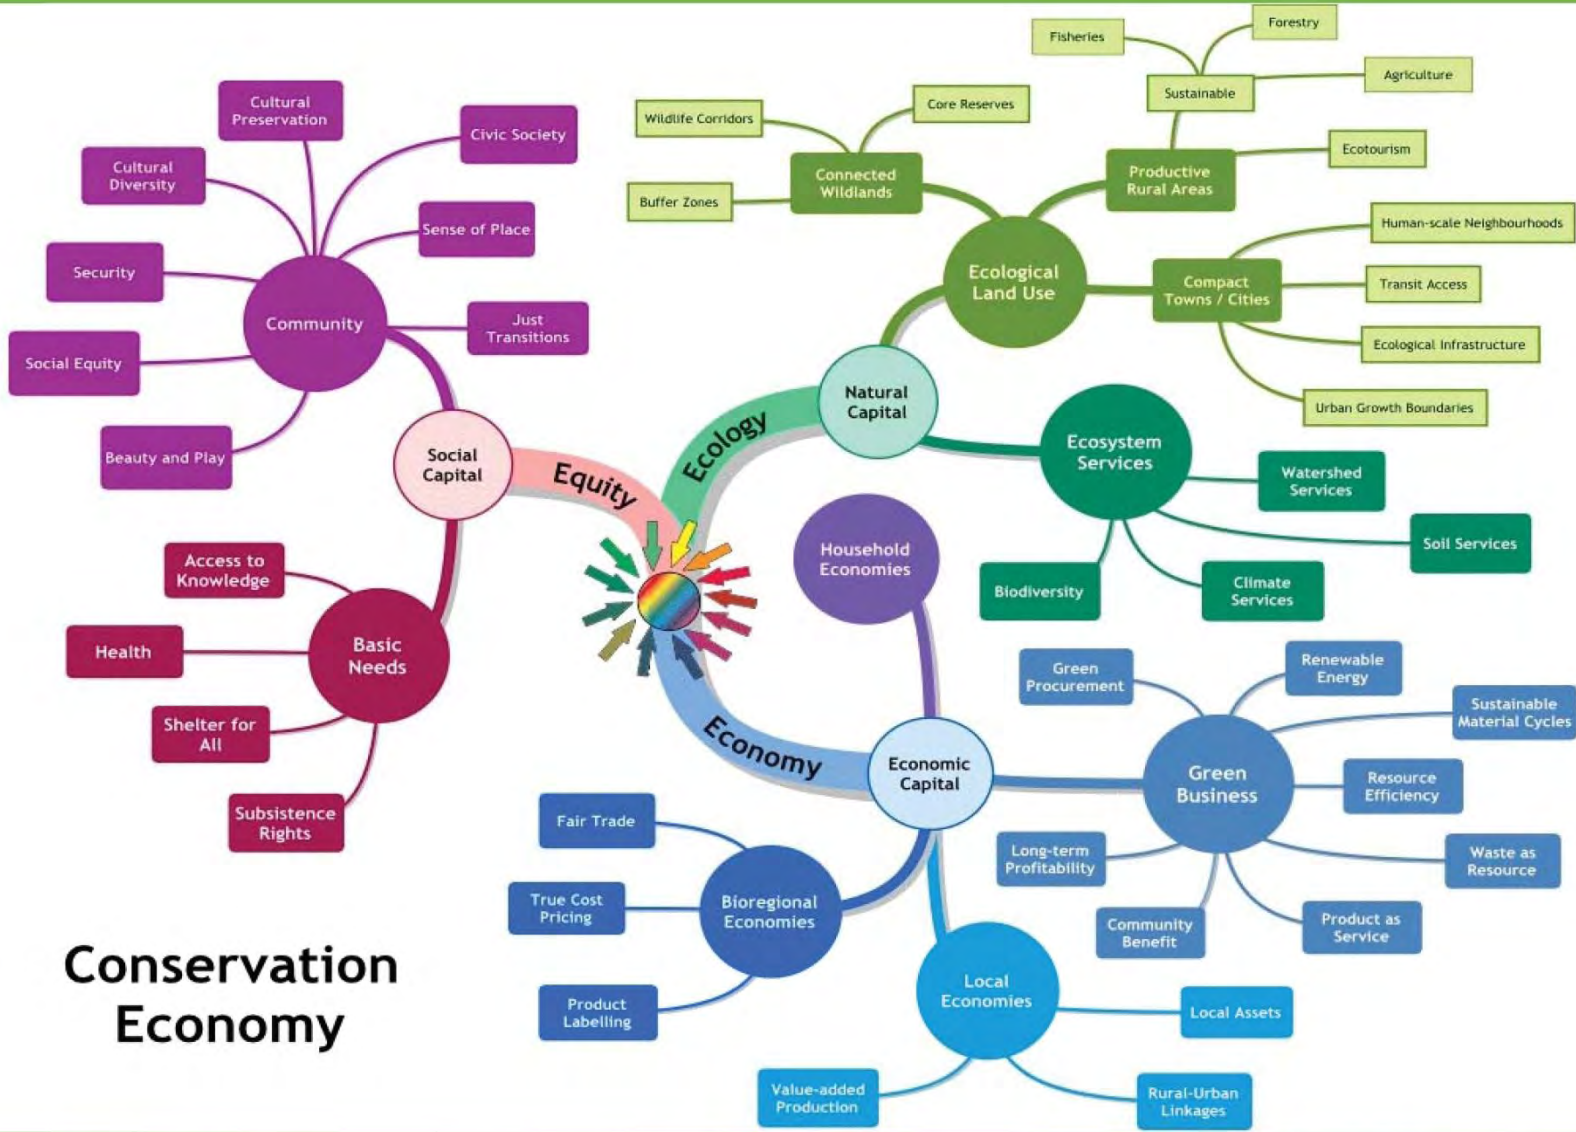 Fisheries
Forestry
Sustainable
Agriculture
Wildlife Corridors
Core Reserves
Buffer Zones
Connected
Wildlands
Productive
Rural Areas
Ecotourism
Ecological
Land Use
Compact
Towns / Cities
Human-scale Neighbourhoods
Transit Access
Ecological Infrastructure
Urban Growth Boundaries
Cultural
Preservation
Civic Society
Cultural
Diversity
Sense of Place
Security
Community
Just
Transitions
Social Equity
Beauty and Play
Social
Capital
Equity
Ecology
Natural
Capital
Ecosystem
Services
Watershed
Services
Soil Services
Climate
Services
Biodiversity
Access to
Knowledge
Health
Basic
Needs
Shelter for
All
Subsistence
Rights
Household
Economies
Economy
Economic
Capital
Green
Procurement
Renewable
Energy
Sustainable
Material Cycles
Green
Business
Resource
Efficiency
Long-term
Profitability
Waste as
Resource
Community
Benefit
Product as
Service
Fair Trade
True Cost
Pricing
Bioregional
Economies
Product
Labelling
Local
Economies
Local Assets
Value-added
Production
Rural-Urban
Linkages
Conservation
Economy